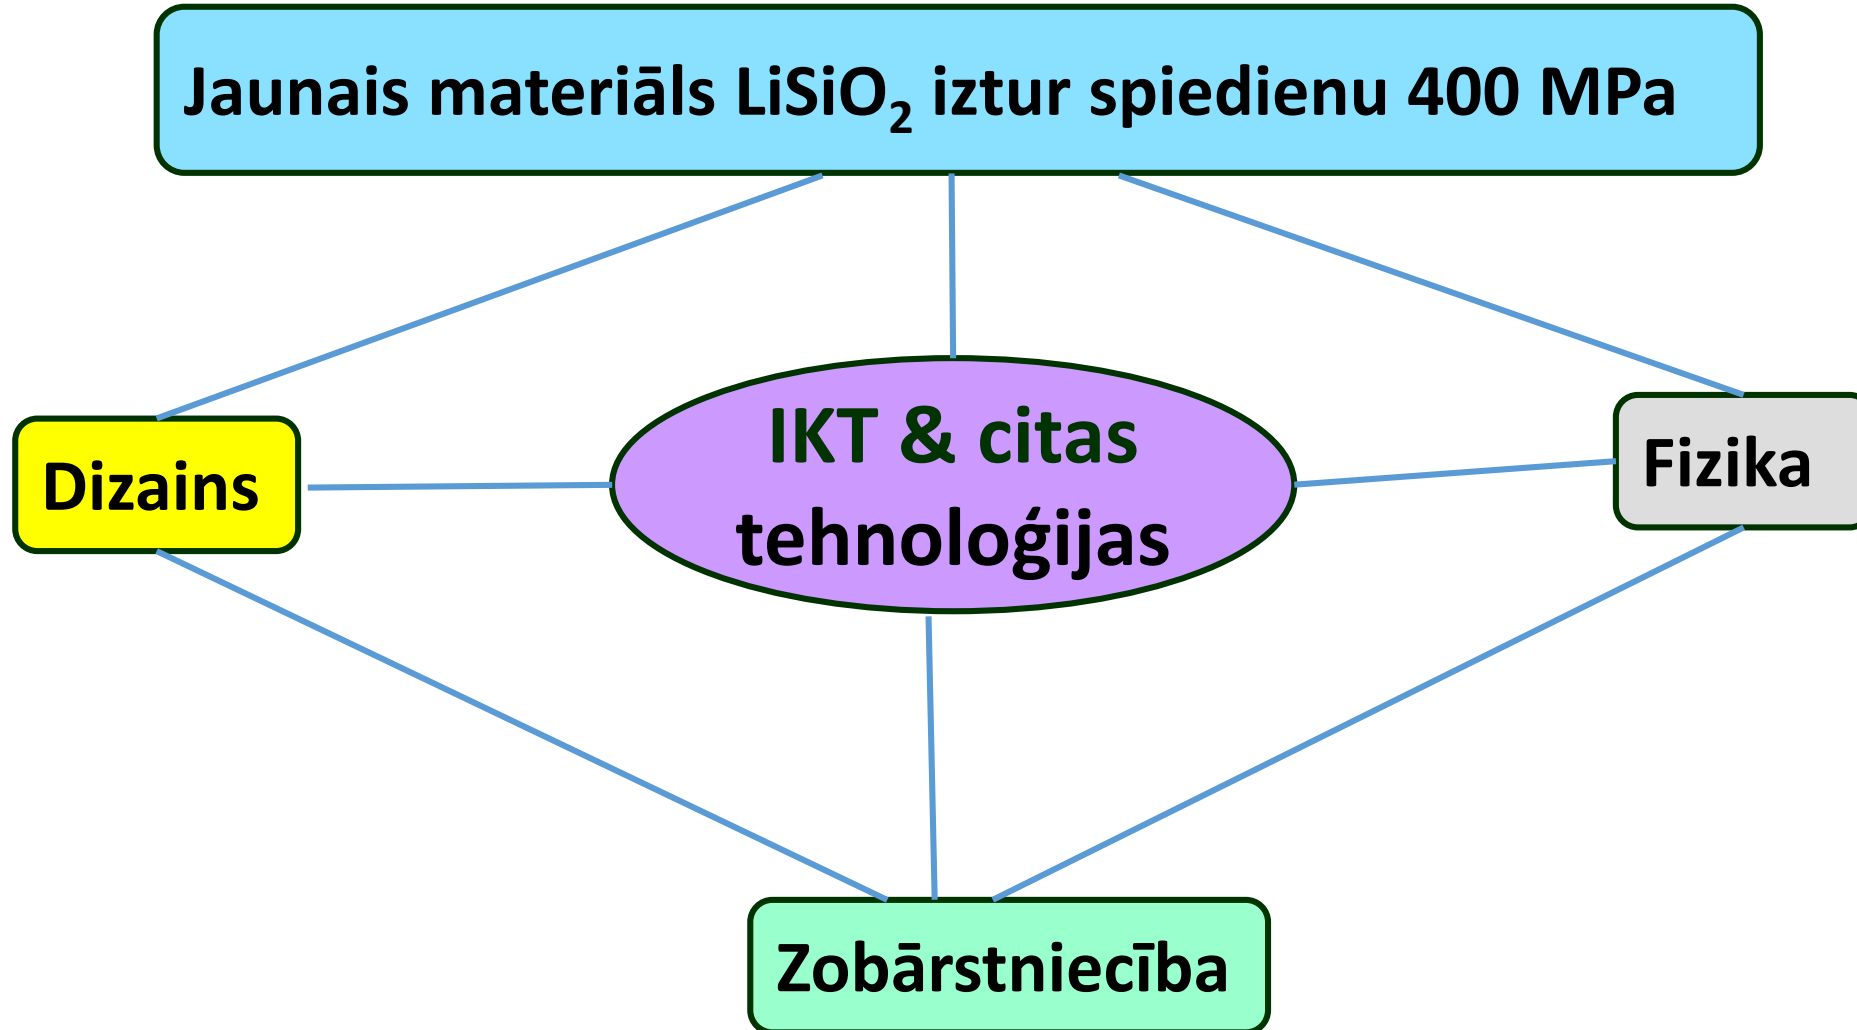 Jaunais materiāls LiSiO₂ iztur spiedienu 400 MPa
IKT & citas
tehnoloģijas
Dizains
Fizika
Zobārstniecība